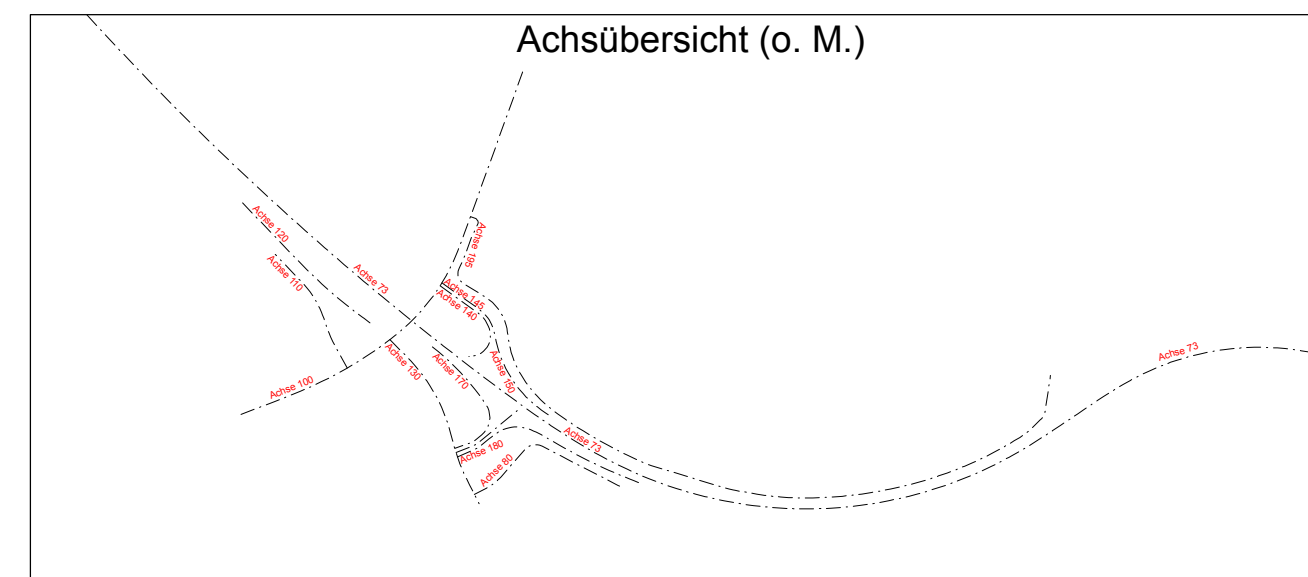 Achsübersicht (o. M.)
Achse 120
Achse 195
Achse 110
Achse 73
Achse 145
Achse 140
Achse 73
Achse 130
Achse 170
Achse 150
Achse 100
Achse 73
Achse 180
Achse 80